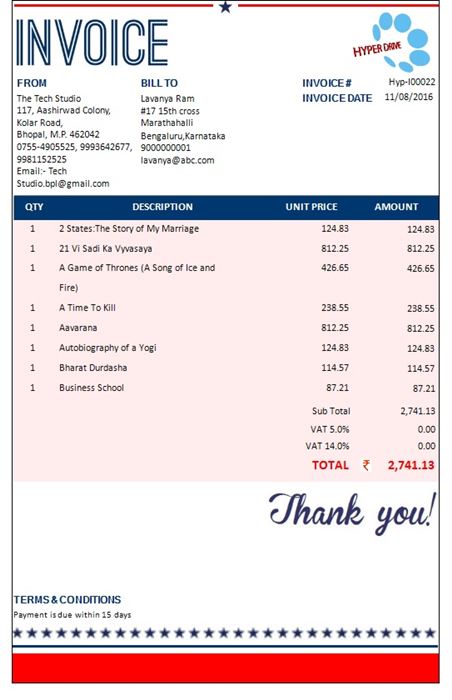 INVOICE
HYPER DRIVE
FROM
The Tech Studio
117, Aashirwad Colony,
Kolar Road,
Bhopal, M.P. 462042
0755-4905525, 9993642677,
9981152525
Email:- Tech
Studio.bpl@gmail.com
BILL TO
Lavanya Ram
#17 15th cross
Marathahalli
Bengaluru,Karnataka
9000000001
lavanya@abc.com
INVOICE # Hyp-I00022
INVOICE DATE 11/08/2016
QTY DESCRIPTION UNIT PRICE AMOUNT
1 2 States:The Story of My Marriage 124.83 124.83
1 21 Vi Sadi Ka Vyvasaya 812.25 812.25
1 A Game of Thrones (A Song of Ice and 426.65 426.65
Fire)
1 A Time To Kill 238.55 238.55
1 Aavarana 812.25 812.25
1 Autobiography of a Yogi 124.83 124.83
1 Bharat Durdasha 114.57 114.57
1 Business School 87.21 87.21
Sub Total 2,741.13
VAT 5.0% 0.00
VAT 14.0% 0.00
TOTAL ₹ 2,741.13
Thank you!
TERMS & CONDITIONS
Payment is due within 15 days